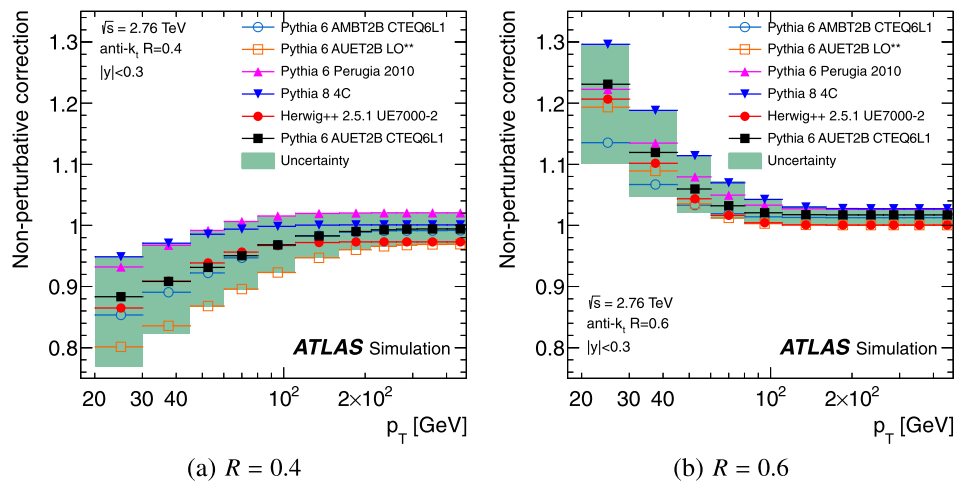 Non-perturbative correction
1.3
1.2
1.1
1
0.9
0.8
√s = 2.76 TeV
anti-kt R=0.4
|y|<0.3
Pythia 6 AMBT2B CTEQ6L1
Pythia 6 AUET2B LO**
Pythia 6 Perugia 2010
Pythia 8 4C
Herwig++ 2.5.1 UE7000-2
Pythia 6 AUET2B CTEQ6L1
Uncertainty
ATLAS Simulation
20 30 40 10² 2×10²
pT [GeV]
(a) R = 0.4
Non-perturbative correction
1.3
1.2
1.1
1
0.9
0.8
Pythia 6 AMBT2B CTEQ6L1
Pythia 6 AUET2B LO**
Pythia 6 Perugia 2010
Pythia 8 4C
Herwig++ 2.5.1 UE7000-2
Pythia 6 AUET2B CTEQ6L1
Uncertainty
√s = 2.76 TeV
anti-kt R=0.6
|y|<0.3
ATLAS Simulation
20 30 40 10² 2×10²
pT [GeV]
(b) R = 0.6